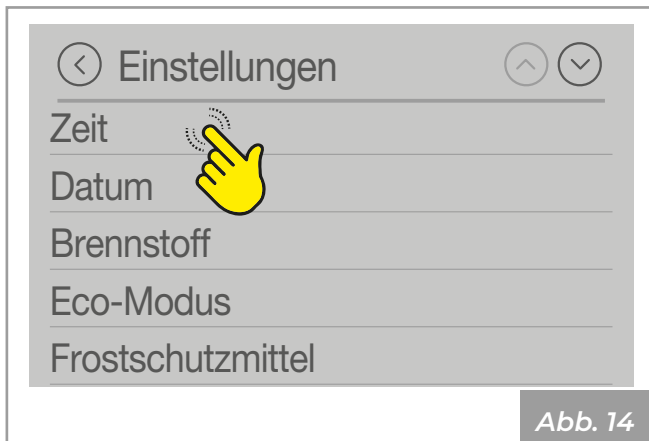 Einstellungen
Zeit
Datum
Brennstoff
Eco-Modus
Frostschutzmittel
Abb. 14